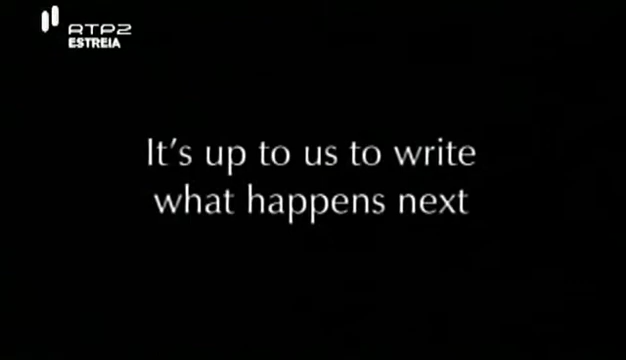 RTP2
ESTREIA
It's up to us to write
what happens next